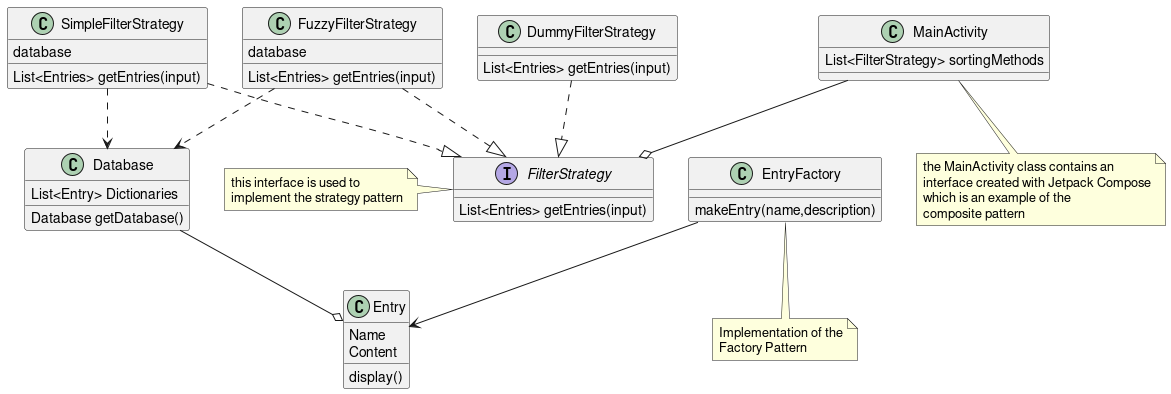 C SimpleFilterStrategy
database
List<Entries> getEntries(input)
C FuzzyFilterStrategy
database
List<Entries> getEntries(input)
C DummyFilterStrategy
List<Entries> getEntries(input)
C MainActivity
List<FilterStrategy> sortingMethods
C Database
List<Entry> Dictionaries
Database getDatabase()
this interface is used to
implement the strategy pattern
I FilterStrategy
List<Entries> getEntries(input)
C EntryFactory
makeEntry(name,description)
the MainActivity class contains an
interface created with Jetpack Compose
which is an example of the
composite pattern
C Entry
Name
Content
display()
Implementation of the
Factory Pattern